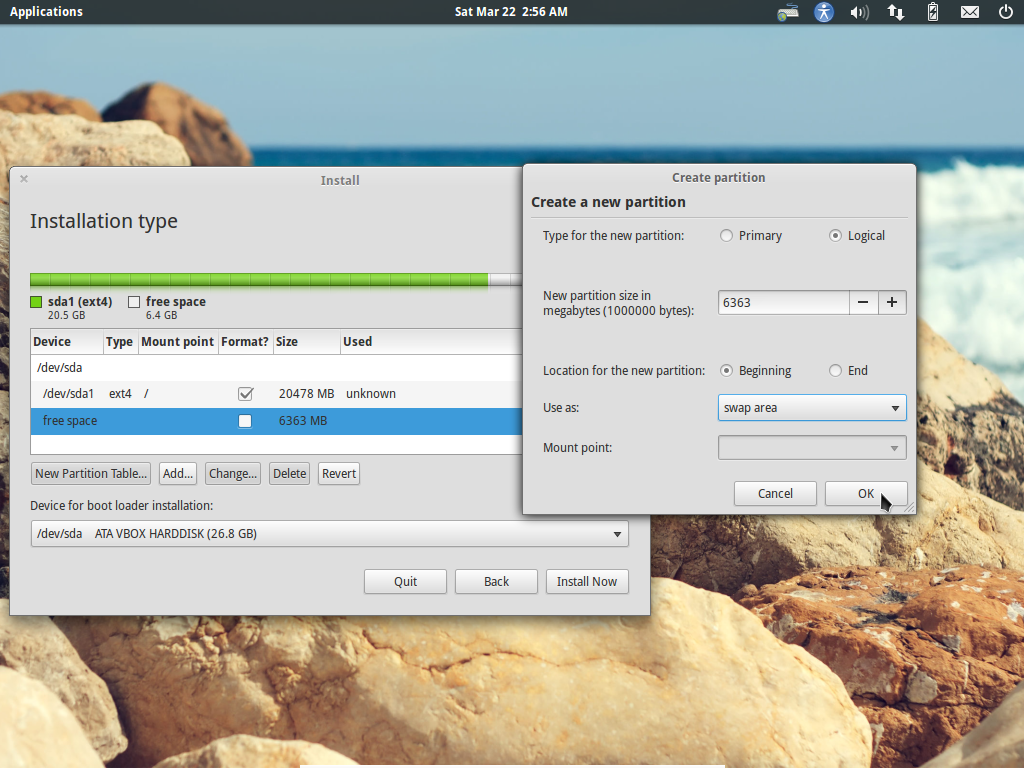 Applications
Sat Mar 22 2:56 AM
Install
Installation type
sda1 (ext4)
20.5 GB
free space
6.4 GB
Device Type Mount point Format? Size Used
/dev/sda
/dev/sda1 ext4 / 20478 MB unknown
free space 6363 MB
New Partition Table... Add... Change... Delete Revert
Device for boot loader installation:
/dev/sda ATA VBOX HARDDISK (26.8 GB)
Quit Back Install Now
Create partition
Create a new partition
Type for the new partition: Primary Logical
New partition size in
megabytes (1000000 bytes):
6363
Location for the new partition: Beginning End
Use as: swap area
Mount point:
Cancel OK